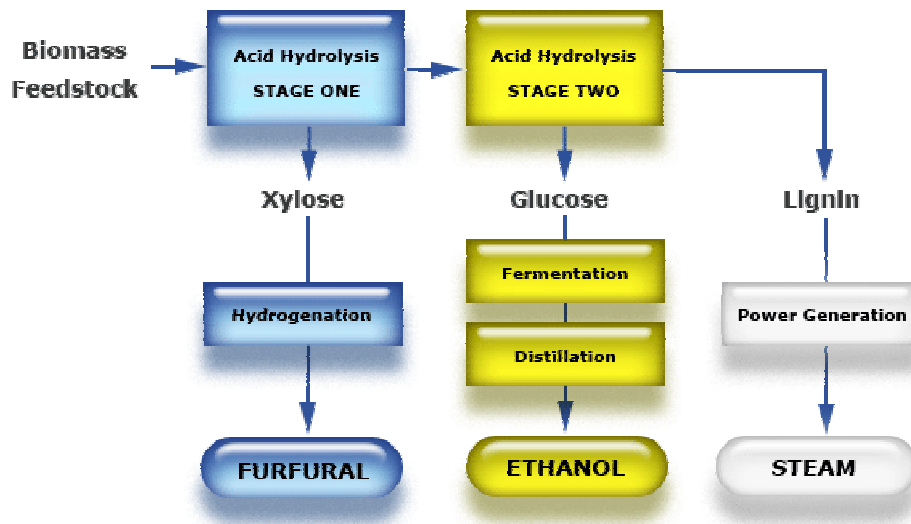 Biomass
Feedstock
Acid Hydrolysis
STAGE ONE
Acid Hydrolysis
STAGE TWO
Xylose
Glucose
Lignin
Hydrogenation
Fermentation
Distillation
Power Generation
FURFURAL
ETHANOL
STEAM